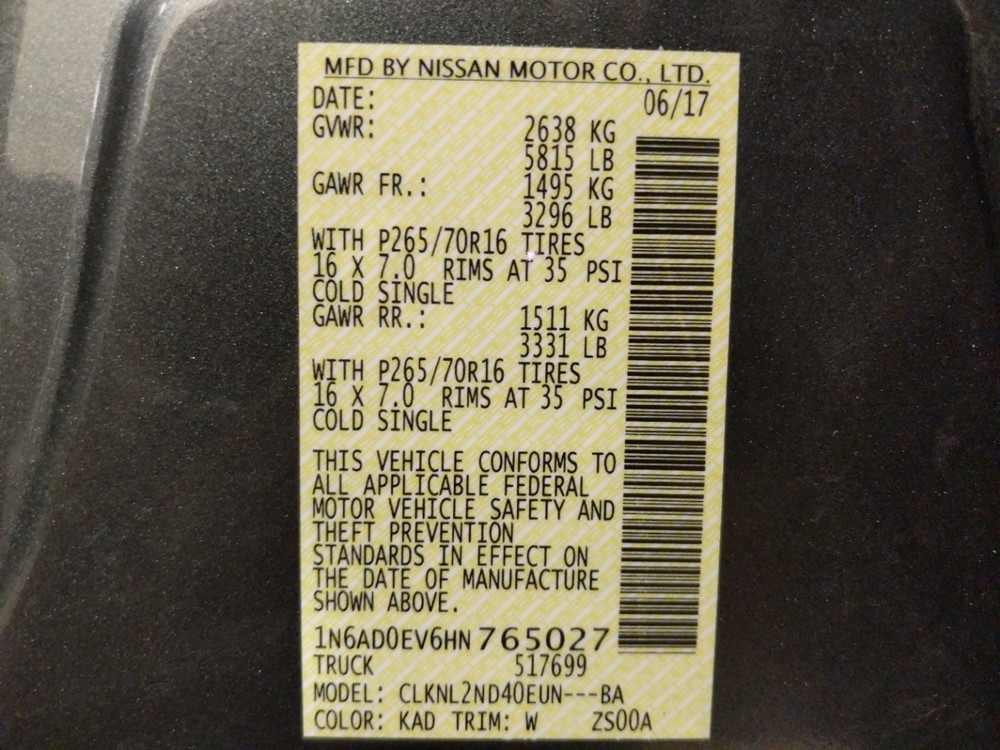 MFD BY NISSAN MOTOR CO., LTD.
DATE: 06/17
GVWR: 2638 KG
5815 LB
GAWR FR.: 1495 KG
3296 LB
WITH P265/70R16 TIRES
16 X 7.0 RIMS AT 35 PSI
COLD SINGLE
GAWR RR.: 1511 KG
3331 LB
WITH P265/70R16 TIRES
16 X 7.0 RIMS AT 35 PSI
COLD SINGLE
THIS VEHICLE CONFORMS TO
ALL APPLICABLE FEDERAL
MOTOR VEHICLE SAFETY AND
THEFT PREVENTION
STANDARDS IN EFFECT ON
THE DATE OF MANUFACTURE
SHOWN ABOVE.
1N6AD0EV6HN765027
TRUCK 517699
MODEL: CLKNL2ND40EUN---BA
COLOR: KAD TRIM: W ZS00A